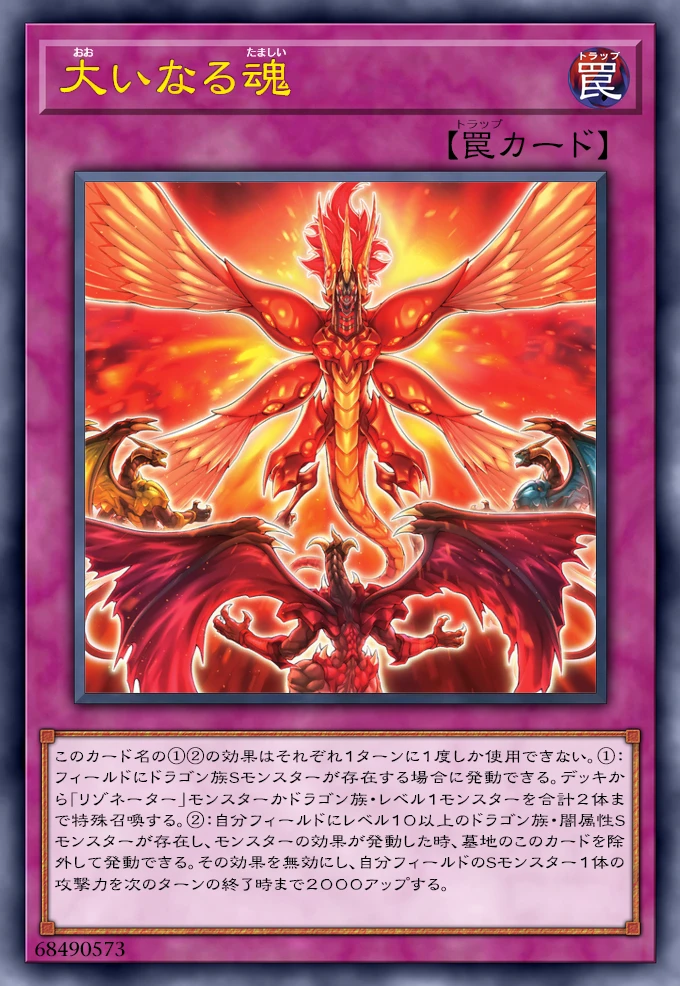 おお たましい
大いなる魂
トラップ
罠
トラップ
【罠カード】
このカード名の①②の効果はそれぞれ1ターンに1度しか使用できない。①：
フィールドにドラゴン族Sモンスターが存在する場合に発動できる。デッキか
ら「リゾネーター」モンスターかドラゴン族・レベル1モンスターを合計2体ま
で特殊召喚する。②：自分フィールドにレベル10以上のドラゴン族・闇属性S
モンスターが存在し、モンスターの効果が発動した時、墓地のこのカードを除
外して発動できる。その効果を無効にし、自分フィールドのSモンスター1体の
攻撃力を次のターンの終了時まで2000アップする。
68490573